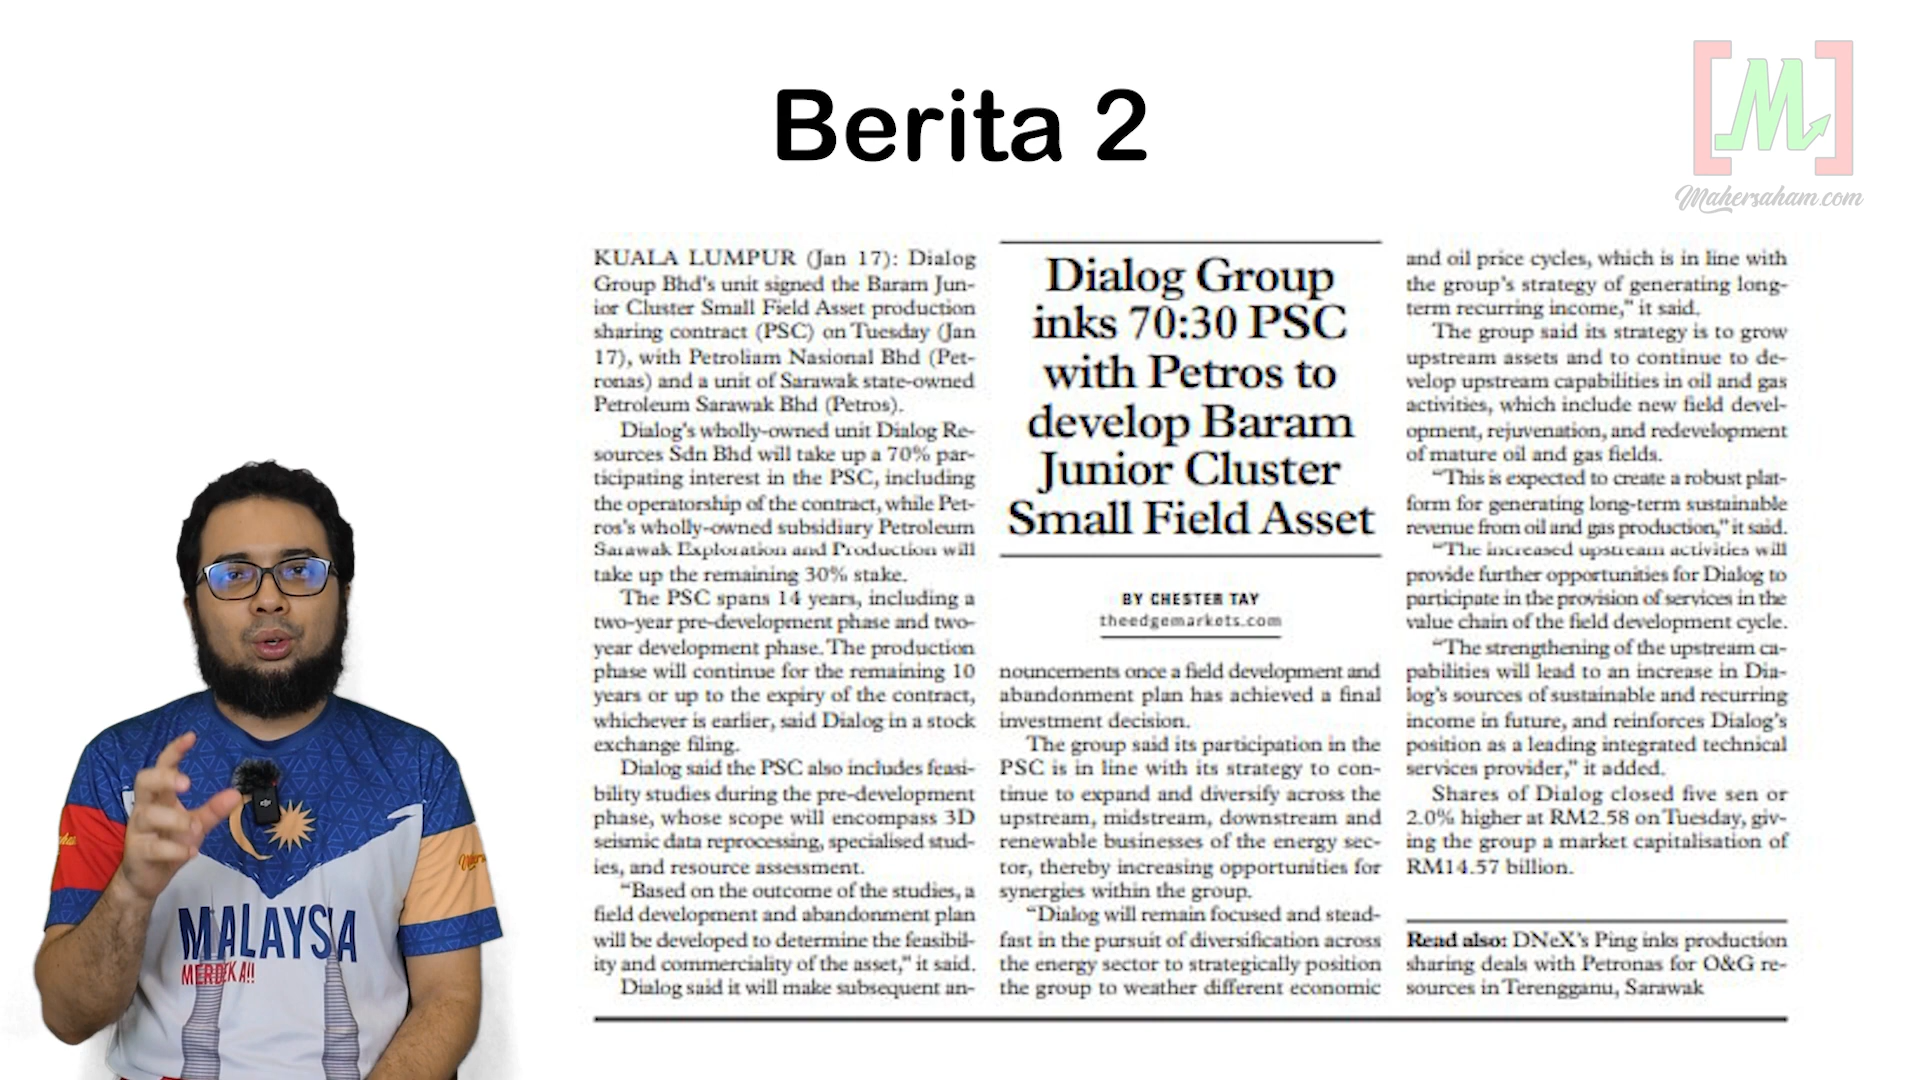 Berita 2
Mahersaham.com
KUALA LUMPUR (Jan 17): Dialog
Group Bhd's unit signed the Baram Jun-
ior Cluster Small Field Asset production
sharing contract (PSC) on Tuesday (Jan
17), with Petroliam Nasional Bhd (Pet-
ronas) and a unit of Sarawak state-owned
Petroleum Sarawak Bhd (Petros).
Dialog's wholly-owned unit Dialog Re-
sources Sdn Bhd will take up a 70% par-
ticipating interest in the PSC, including
the operatorship of the contract, while Pet-
ros's wholly-owned subsidiary Petroleum
Sarawak Exploration and Production will
take up the remaining 30% stake.
The PSC spans 14 years, including a
two-year pre-development phase and two-
year development phase. The production
phase will continue for the remaining 10
years or up to the expiry of the contract,
whichever is earlier, said Dialog in a stock
exchange filing.
Dialog said the PSC also includes feasi-
bility studies during the pre-development
phase, whose scope will encompass 3D
seismic data reprocessing, specialised stud-
ies, and resource assessment.
“Based on the outcome of the studies, a
field development and abandonment plan
will be developed to determine the feasibil-
ity and commerciality of the asset,” it said.
Dialog said it will make subsequent an-
Dialog Group
inks 70:30 PSC
with Petros to
develop Baram
Junior Cluster
Small Field Asset
BY CHESTER TAY
theedgemarkets.com
nouncements once a field development and
abandonment plan has achieved a final
investment decision.
The group said its participation in the
PSC is in line with its strategy to con-
tinue to expand and diversify across the
upstream, midstream, downstream and
renewable businesses of the energy sec-
tor, thereby increasing opportunities for
synergies within the group.
“Dialog will remain focused and stead-
fast in the pursuit of diversification across
the energy sector to strategically position
the group to weather different economic
and oil price cycles, which is in line with
the group's strategy of generating long-
term recurring income,” it said.
The group said its strategy is to grow
upstream assets and to continue to de-
velop upstream capabilities in oil and gas
activities, which include new field devel-
opment, rejuvenation, and redevelopment
of mature oil and gas fields.
“This is expected to create a robust plat-
form for generating long-term sustainable
revenue from oil and gas production,” it said.
“The increased upstream activities will
provide further opportunities for Dialog to
participate in the provision of services in the
value chain of the field development cycle.
“The strengthening of the upstream ca-
pabilities will lead to an increase in Dia-
log's sources of sustainable and recurring
income in future, and reinforces Dialog's
position as a leading integrated technical
services provider,” it added.
Shares of Dialog closed five sen or
2.0% higher at RM2.58 on Tuesday, giv-
ing the group a market capitalisation of
RM14.57 billion.
Read also: DNeX's Ping inks production
sharing deals with Petronas for O&G re-
sources in Terengganu, Sarawak
MALAYSIA
MERDEKA!!